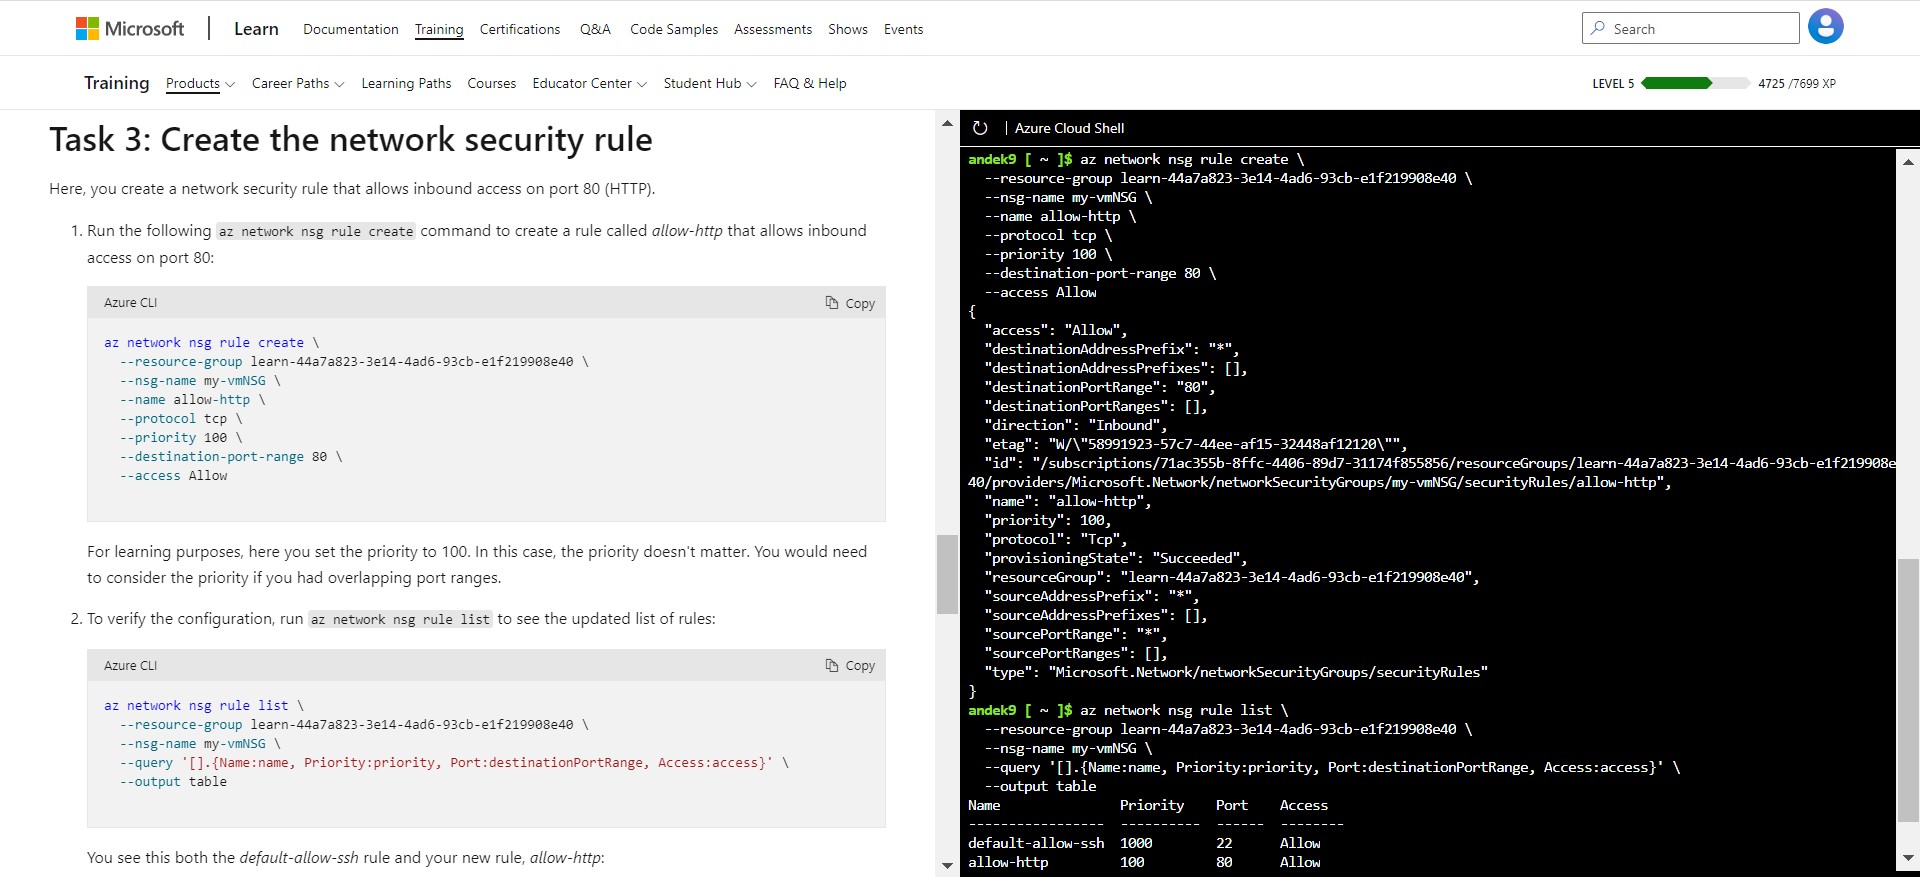 Microsoft | Learn Documentation Training Certifications Q&A Code Samples Assessments Shows Events Search
Training Products Career Paths Learning Paths Courses Educator Center Student Hub FAQ & Help LEVEL 5 4725 /7699 XP
Task 3: Create the network security rule
Here, you create a network security rule that allows inbound access on port 80 (HTTP).
1. Run the following az network nsg rule create command to create a rule called allow-http that allows inbound
access on port 80:
Azure CLI Copy
az network nsg rule create \
--resource-group learn-44a7a823-3e14-4ad6-93cb-e1f219908e40 \
--nsg-name my-vmNSG \
--name allow-http \
--protocol tcp \
--priority 100 \
--destination-port-range 80 \
--access Allow
For learning purposes, here you set the priority to 100. In this case, the priority doesn't matter. You would need
to consider the priority if you had overlapping port ranges.
2. To verify the configuration, run az network nsg rule list to see the updated list of rules:
Azure CLI Copy
az network nsg rule list \
--resource-group learn-44a7a823-3e14-4ad6-93cb-e1f219908e40 \
--nsg-name my-vmNSG \
--query '[].{Name:name, Priority:priority, Port:destinationPortRange, Access:access}' \
--output table
You see this both the default-allow-ssh rule and your new rule, allow-http:
| Azure Cloud Shell
andek9 [ ~ ]$ az network nsg rule create \
--resource-group learn-44a7a823-3e14-4ad6-93cb-e1f219908e40 \
--nsg-name my-vmNSG \
--name allow-http \
--protocol tcp \
--priority 100 \
--destination-port-range 80 \
--access Allow
{
"access": "Allow",
"destinationAddressPrefix": "*",
"destinationAddressPrefixes": [],
"destinationPortRange": "80",
"destinationPortRanges": [],
"direction": "Inbound",
"etag": "W/\"58991923-57c7-44ee-af15-32448af12120\"",
"id": "/subscriptions/71ac355b-8ffc-4406-89d7-31174f855856/resourceGroups/learn-44a7a823-3e14-4ad6-93cb-e1f219908e
40/providers/Microsoft.Network/networkSecurityGroups/my-vmNSG/securityRules/allow-http",
"name": "allow-http",
"priority": 100,
"protocol": "Tcp",
"provisioningState": "Succeeded",
"resourceGroup": "learn-44a7a823-3e14-4ad6-93cb-e1f219908e40",
"sourceAddressPrefix": "*",
"sourceAddressPrefixes": [],
"sourcePortRange": "*",
"sourcePortRanges": [],
"type": "Microsoft.Network/networkSecurityGroups/securityRules"
}
andek9 [ ~ ]$ az network nsg rule list \
--resource-group learn-44a7a823-3e14-4ad6-93cb-e1f219908e40 \
--nsg-name my-vmNSG \
--query '[].{Name:name, Priority:priority, Port:destinationPortRange, Access:access}' \
--output table
Name Priority Port Access
----------------- ---------- ------ --------
default-allow-ssh 1000 22 Allow
allow-http 100 80 Allow